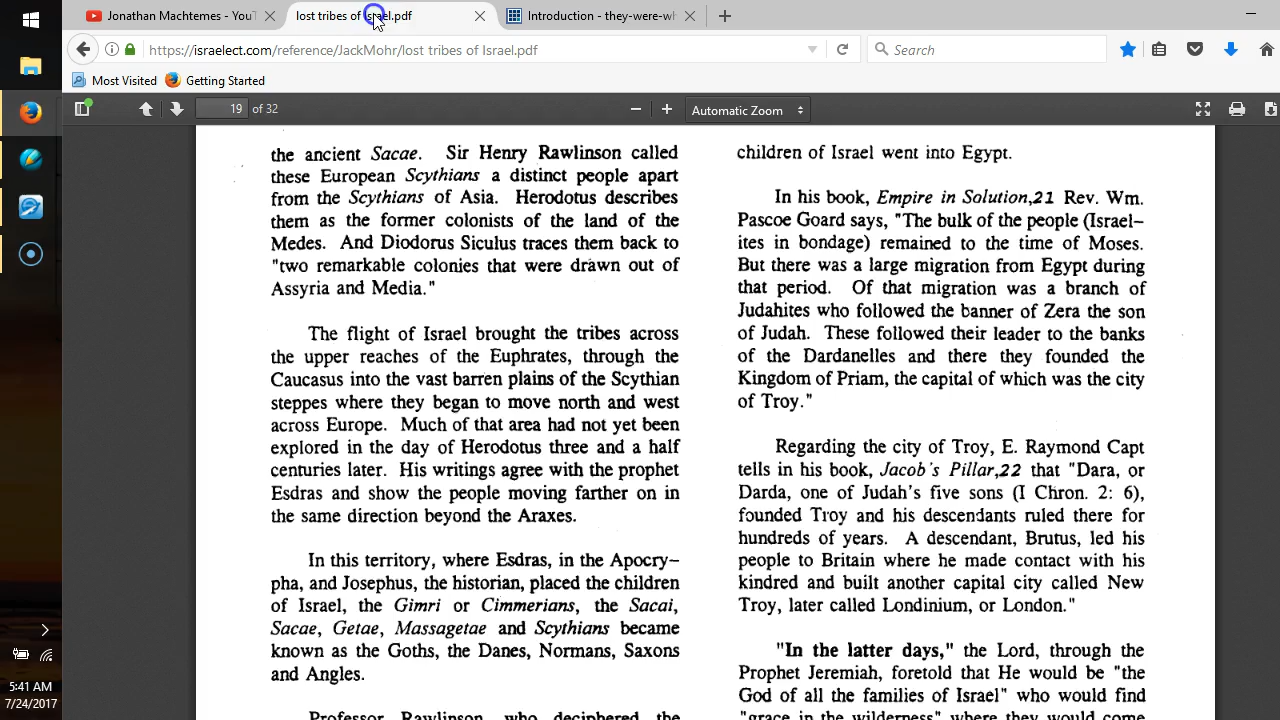 Jonathan Machtemes - YouT
lost tribes of Israel.pdf
Introduction - they-were-wh
https://israelect.com/reference/JackMohr/lost tribes of Israel.pdf
Search
Most Visited
Getting Started
19 of 32
Automatic Zoom
the ancient Sacae. Sir Henry Rawlinson called
these European Scythians a distinct people apart
from the Scythians of Asia. Herodotus describes
them as the former colonists of the land of the
Medes. And Diodorus Siculus traces them back to
"two remarkable colonies that were drawn out of
Assyria and Media."
The flight of Israel brought the tribes across
the upper reaches of the Euphrates, through the
Caucasus into the vast barren plains of the Scythian
steppes where they began to move north and west
across Europe. Much of that area had not yet been
explored in the day of Herodotus three and a half
centuries later. His writings agree with the prophet
Esdras and show the people moving farther on in
the same direction beyond the Araxes.
In this territory, where Esdras, in the Apocry-
pha, and Josephus, the historian, placed the children
of Israel, the Gimri or Cimmerians, the Sacai,
Sacae, Getae, Massagetae and Scythians became
known as the Goths, the Danes, Normans, Saxons
and Angles.
Professor Rawlinson, who deciphered the
children of Israel went into Egypt.
In his book, Empire in Solution,21 Rev. Wm.
Pascoe Goard says, "The bulk of the people (Israel-
ites in bondage) remained to the time of Moses.
But there was a large migration from Egypt during
that period. Of that migration was a branch of
Judahites who followed the banner of Zera the son
of Judah. These followed their leader to the banks
of the Dardanelles and there they founded the
Kingdom of Priam, the capital of which was the city
of Troy."
Regarding the city of Troy, E. Raymond Capt
tells in his book, Jacob's Pillar,22 that "Dara, or
Darda, one of Judah's five sons (I Chron. 2: 6),
founded Troy and his descendants ruled there for
hundreds of years. A descendant, Brutus, led his
people to Britain where he made contact with his
kindred and built another capital city called New
Troy, later called Londinium, or London."
"In the latter days," the Lord, through the
Prophet Jeremiah, foretold that He would be "the
God of all the families of Israel" who would find
"grace in the wilderness" where they would come
5:41 AM
7/24/2017